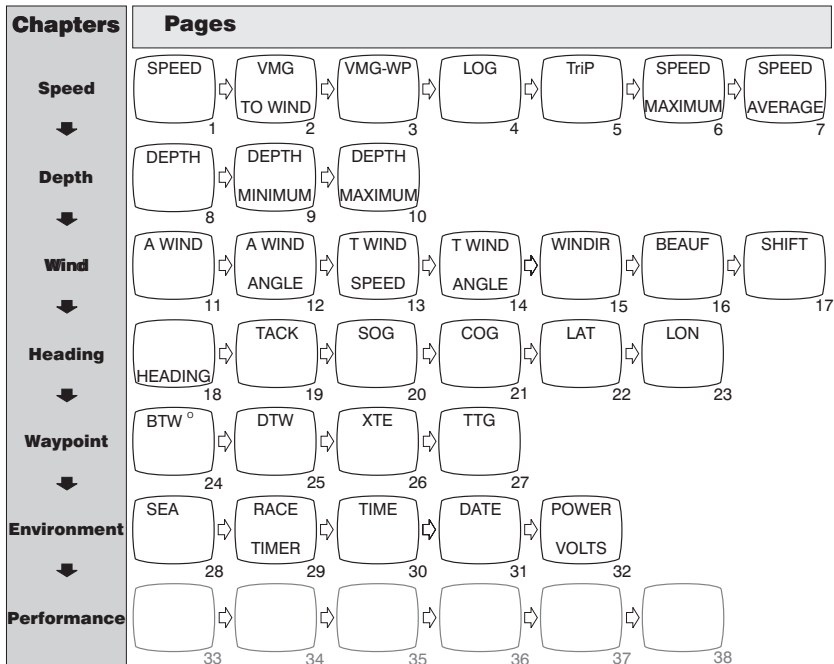 Chapters Pages
Speed
SPEED VMG VMG-WP LOG TriP SPEED SPEED
TO WIND MAXIMUM AVERAGE
1 2 3 4 5 6 7
Depth
DEPTH DEPTH DEPTH
MINIMUM MAXIMUM
8 9 10
Wind
A WIND A WIND T WIND T WIND WINDIR BEAUF SHIFT
ANGLE SPEED ANGLE
11 12 13 14 15 16 17
Heading
TACK SOG COG LAT LON
HEADING
18 19 20 21 22 23
Waypoint
BTW ° DTW XTE TTG
24 25 26 27
Environment
SEA RACE TIME DATE POWER
TIMER VOLTS
28 29 30 31 32
Performance
33 34 35 36 37 38